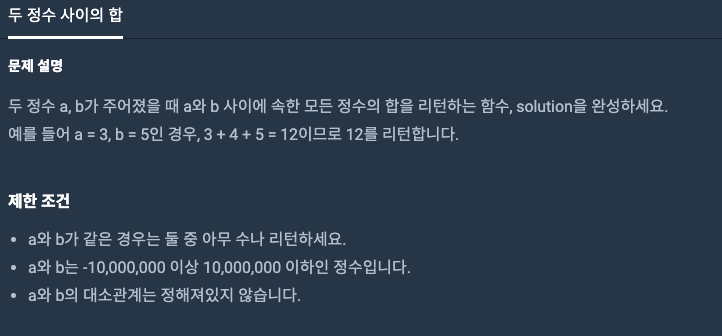 두 정수 사이의 합
문제 설명
두 정수 a, b가 주어졌을 때 a와 b 사이에 속한 모든 정수의 합을 리턴하는 함수, solution을 완성하세요.
예를 들어 a = 3, b = 5인 경우, 3 + 4 + 5 = 12이므로 12를 리턴합니다.
제한 조건
• a와 b가 같은 경우는 둘 중 아무 수나 리턴하세요.
• a와 b는 -10,000,000 이상 10,000,000 이하인 정수입니다.
• a와 b의 대소관계는 정해져있지 않습니다.